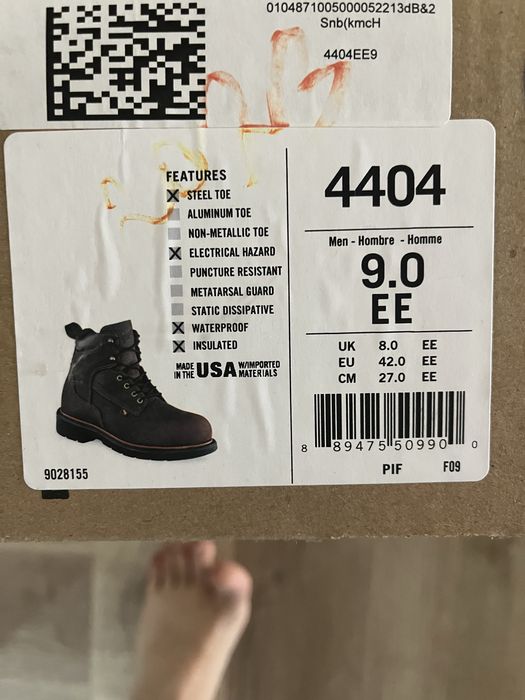 0104871005000052213dB&2
Snb(kmcH
4404EE9
FEATURES
X STEEL TOE
ALUMINUM TOE
NON-METALLIC TOE
X ELECTRICAL HAZARD
PUNCTURE RESISTANT
METATARSAL GUARD
STATIC DISSIPATIVE
X WATERPROOF
X INSULATED
MADE IN THE USA W/IMPORTED MATERIALS
9028155
4404
Men - Hombre - Homme
9.0
EE
UK 8.0 EE
EU 42.0 EE
CM 27.0 EE
8 89475 50990 0
PIF F09